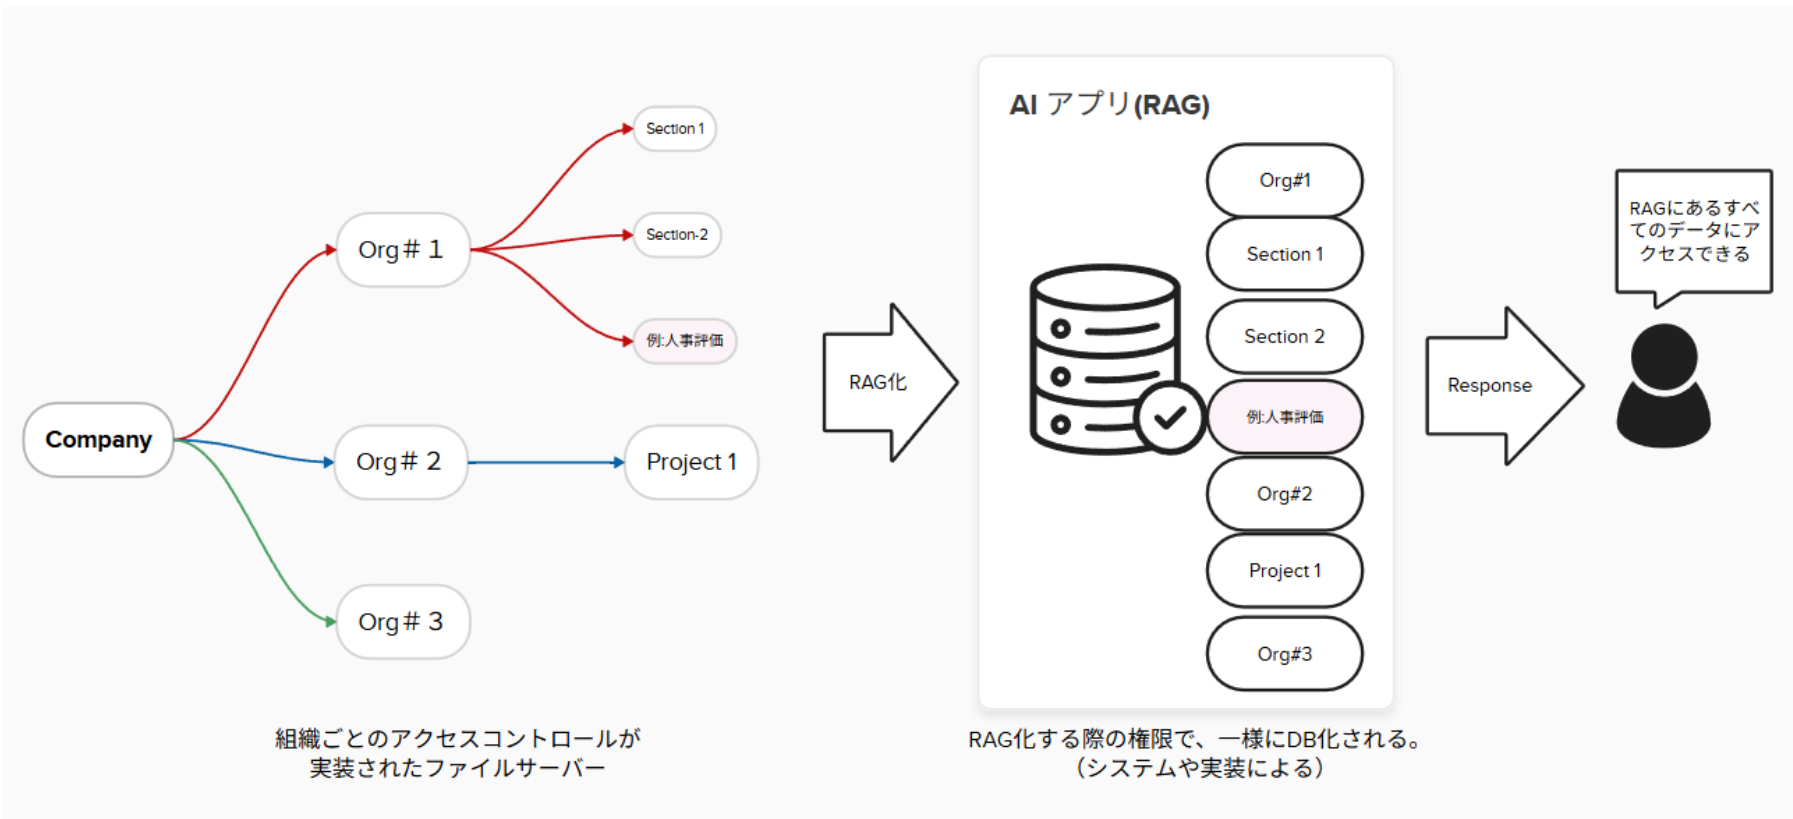 Company
Org＃１
Org＃２
Org＃３
Section 1
Section-2
例:人事評価
Project 1
組織ごとのアクセスコントロールが
実装されたファイルサーバー
RAG化
AI アプリ(RAG)
Org#1
Section 1
Section 2
例:人事評価
Org#2
Project 1
Org#3
RAG化する際の権限で、一様にDB化される。
（システムや実装による）
Response
RAGにあるすべ
てのデータにア
クセスできる